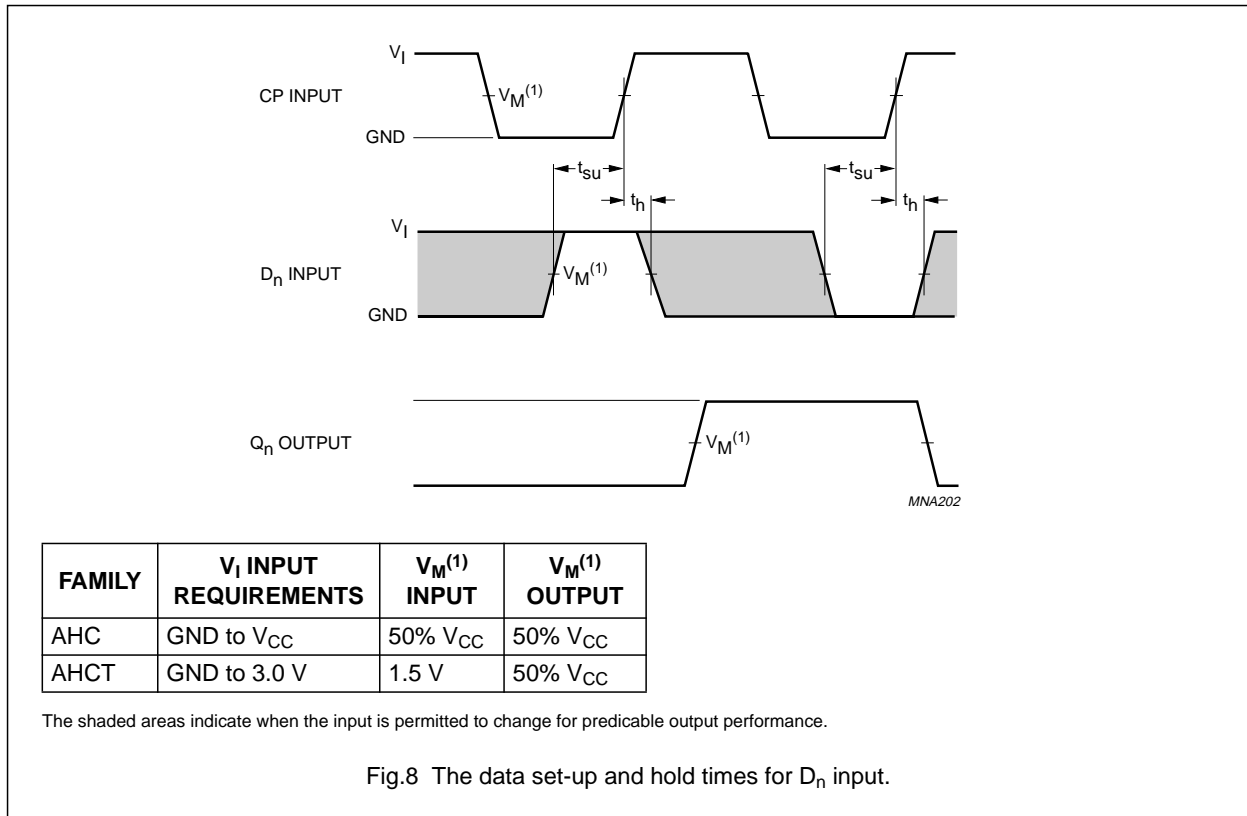 V_I
CP INPUT
V_M(1)
GND
t_su
t_su
t_h
t_h
V_I
D_n INPUT
V_M(1)
GND
Q_n OUTPUT
V_M(1)
MNA202
FAMILY V_I INPUT REQUIREMENTS V_M(1) INPUT V_M(1) OUTPUT
AHC GND to V_CC 50% V_CC 50% V_CC
AHCT GND to 3.0 V 1.5 V 50% V_CC
The shaded areas indicate when the input is permitted to change for predicable output performance.
Fig.8 The data set-up and hold times for D_n input.